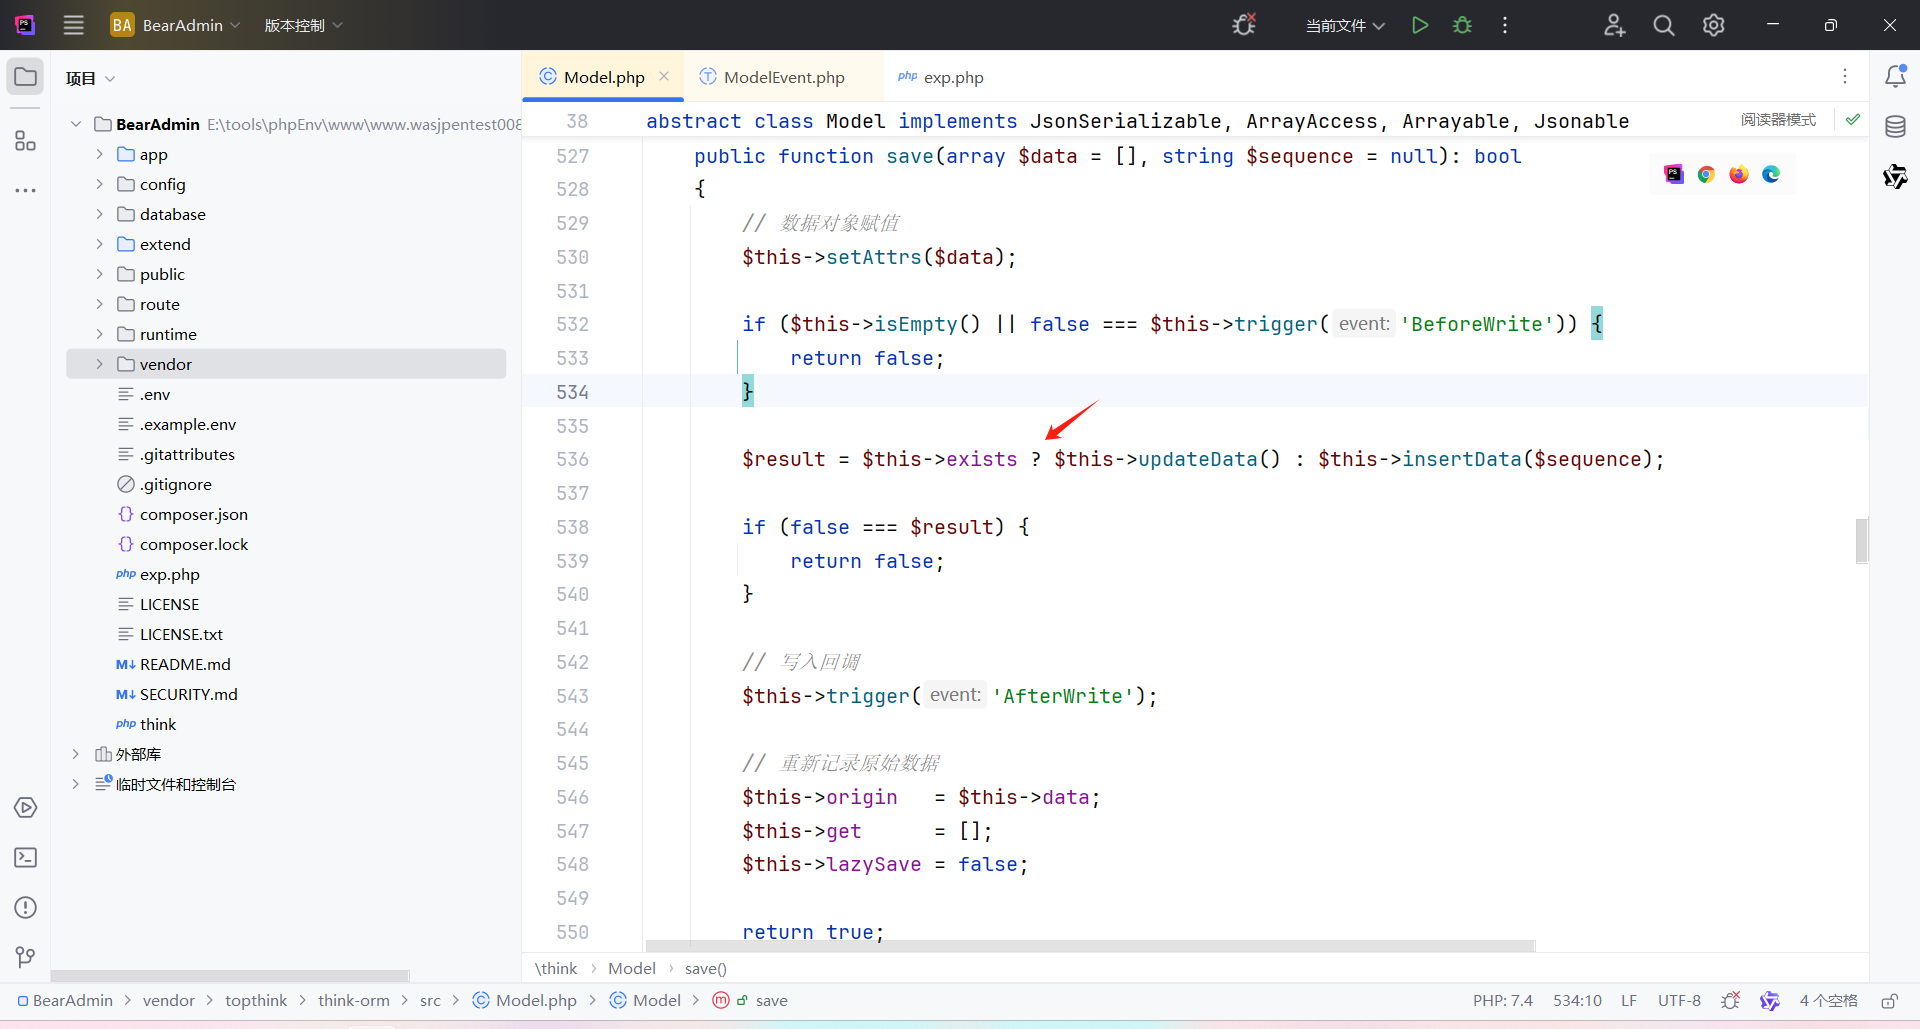 BA BearAdmin 版本控制 当前文件
项目
BearAdmin E:\tools\phpEnv\www\www.wasjpentest008
app
config
database
extend
public
route
runtime
vendor
.env
.example.env
.gitattributes
.gitignore
composer.json
composer.lock
php exp.php
LICENSE
LICENSE.txt
M↓ README.md
M↓ SECURITY.md
php think
外部库
临时文件和控制台
Model.php ModelEvent.php php exp.php
38 abstract class Model implements JsonSerializable, ArrayAccess, Arrayable, Jsonable 阅读器模式
527 public function save(array $data = [], string $sequence = null): bool
528 {
529 // 数据对象赋值
530 $this->setAttrs($data);
531
532 if ($this->isEmpty() || false === $this->trigger( event: 'BeforeWrite')) {
533 return false;
534 }
535
536 $result = $this->exists ? $this->updateData() : $this->insertData($sequence);
537
538 if (false === $result) {
539 return false;
540 }
541
542 // 写入回调
543 $this->trigger( event: 'AfterWrite');
544
545 // 重新记录原始数据
546 $this->origin = $this->data;
547 $this->get = [];
548 $this->lazySave = false;
549
550 return true;
\think › Model › save()
BearAdmin › vendor › topthink › think-orm › src › Model.php › Model › save PHP: 7.4 534:10 LF UTF-8 4 个空格